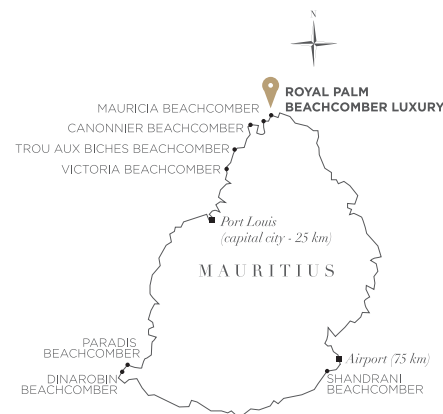 N
ROYAL PALM
BEACHCOMBER LUXURY
MAURICIA BEACHCOMBER
CANONNIER BEACHCOMBER
TROU AUX BICHES BEACHCOMBER
VICTORIA BEACHCOMBER
Port Louis
(capital city - 25 km)
MAURITIUS
PARADIS
BEACHCOMBER
DINAROBIN
BEACHCOMBER
Airport (75 km)
SHANDRANI
BEACHCOMBER